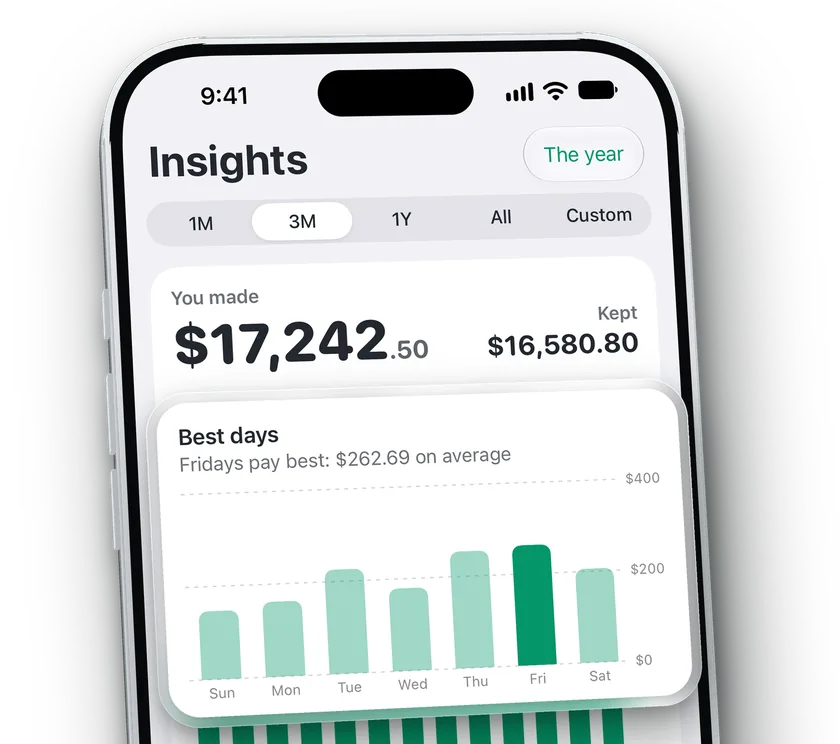 9:41
Insights
The year
1M 3M 1Y All Custom
You made
Kept
$17,242.50
$16,580.80
Best days
Fridays pay best: $262.69 on average
$400
$200
$0
Sun Mon Tue Wed Thu Fri Sat